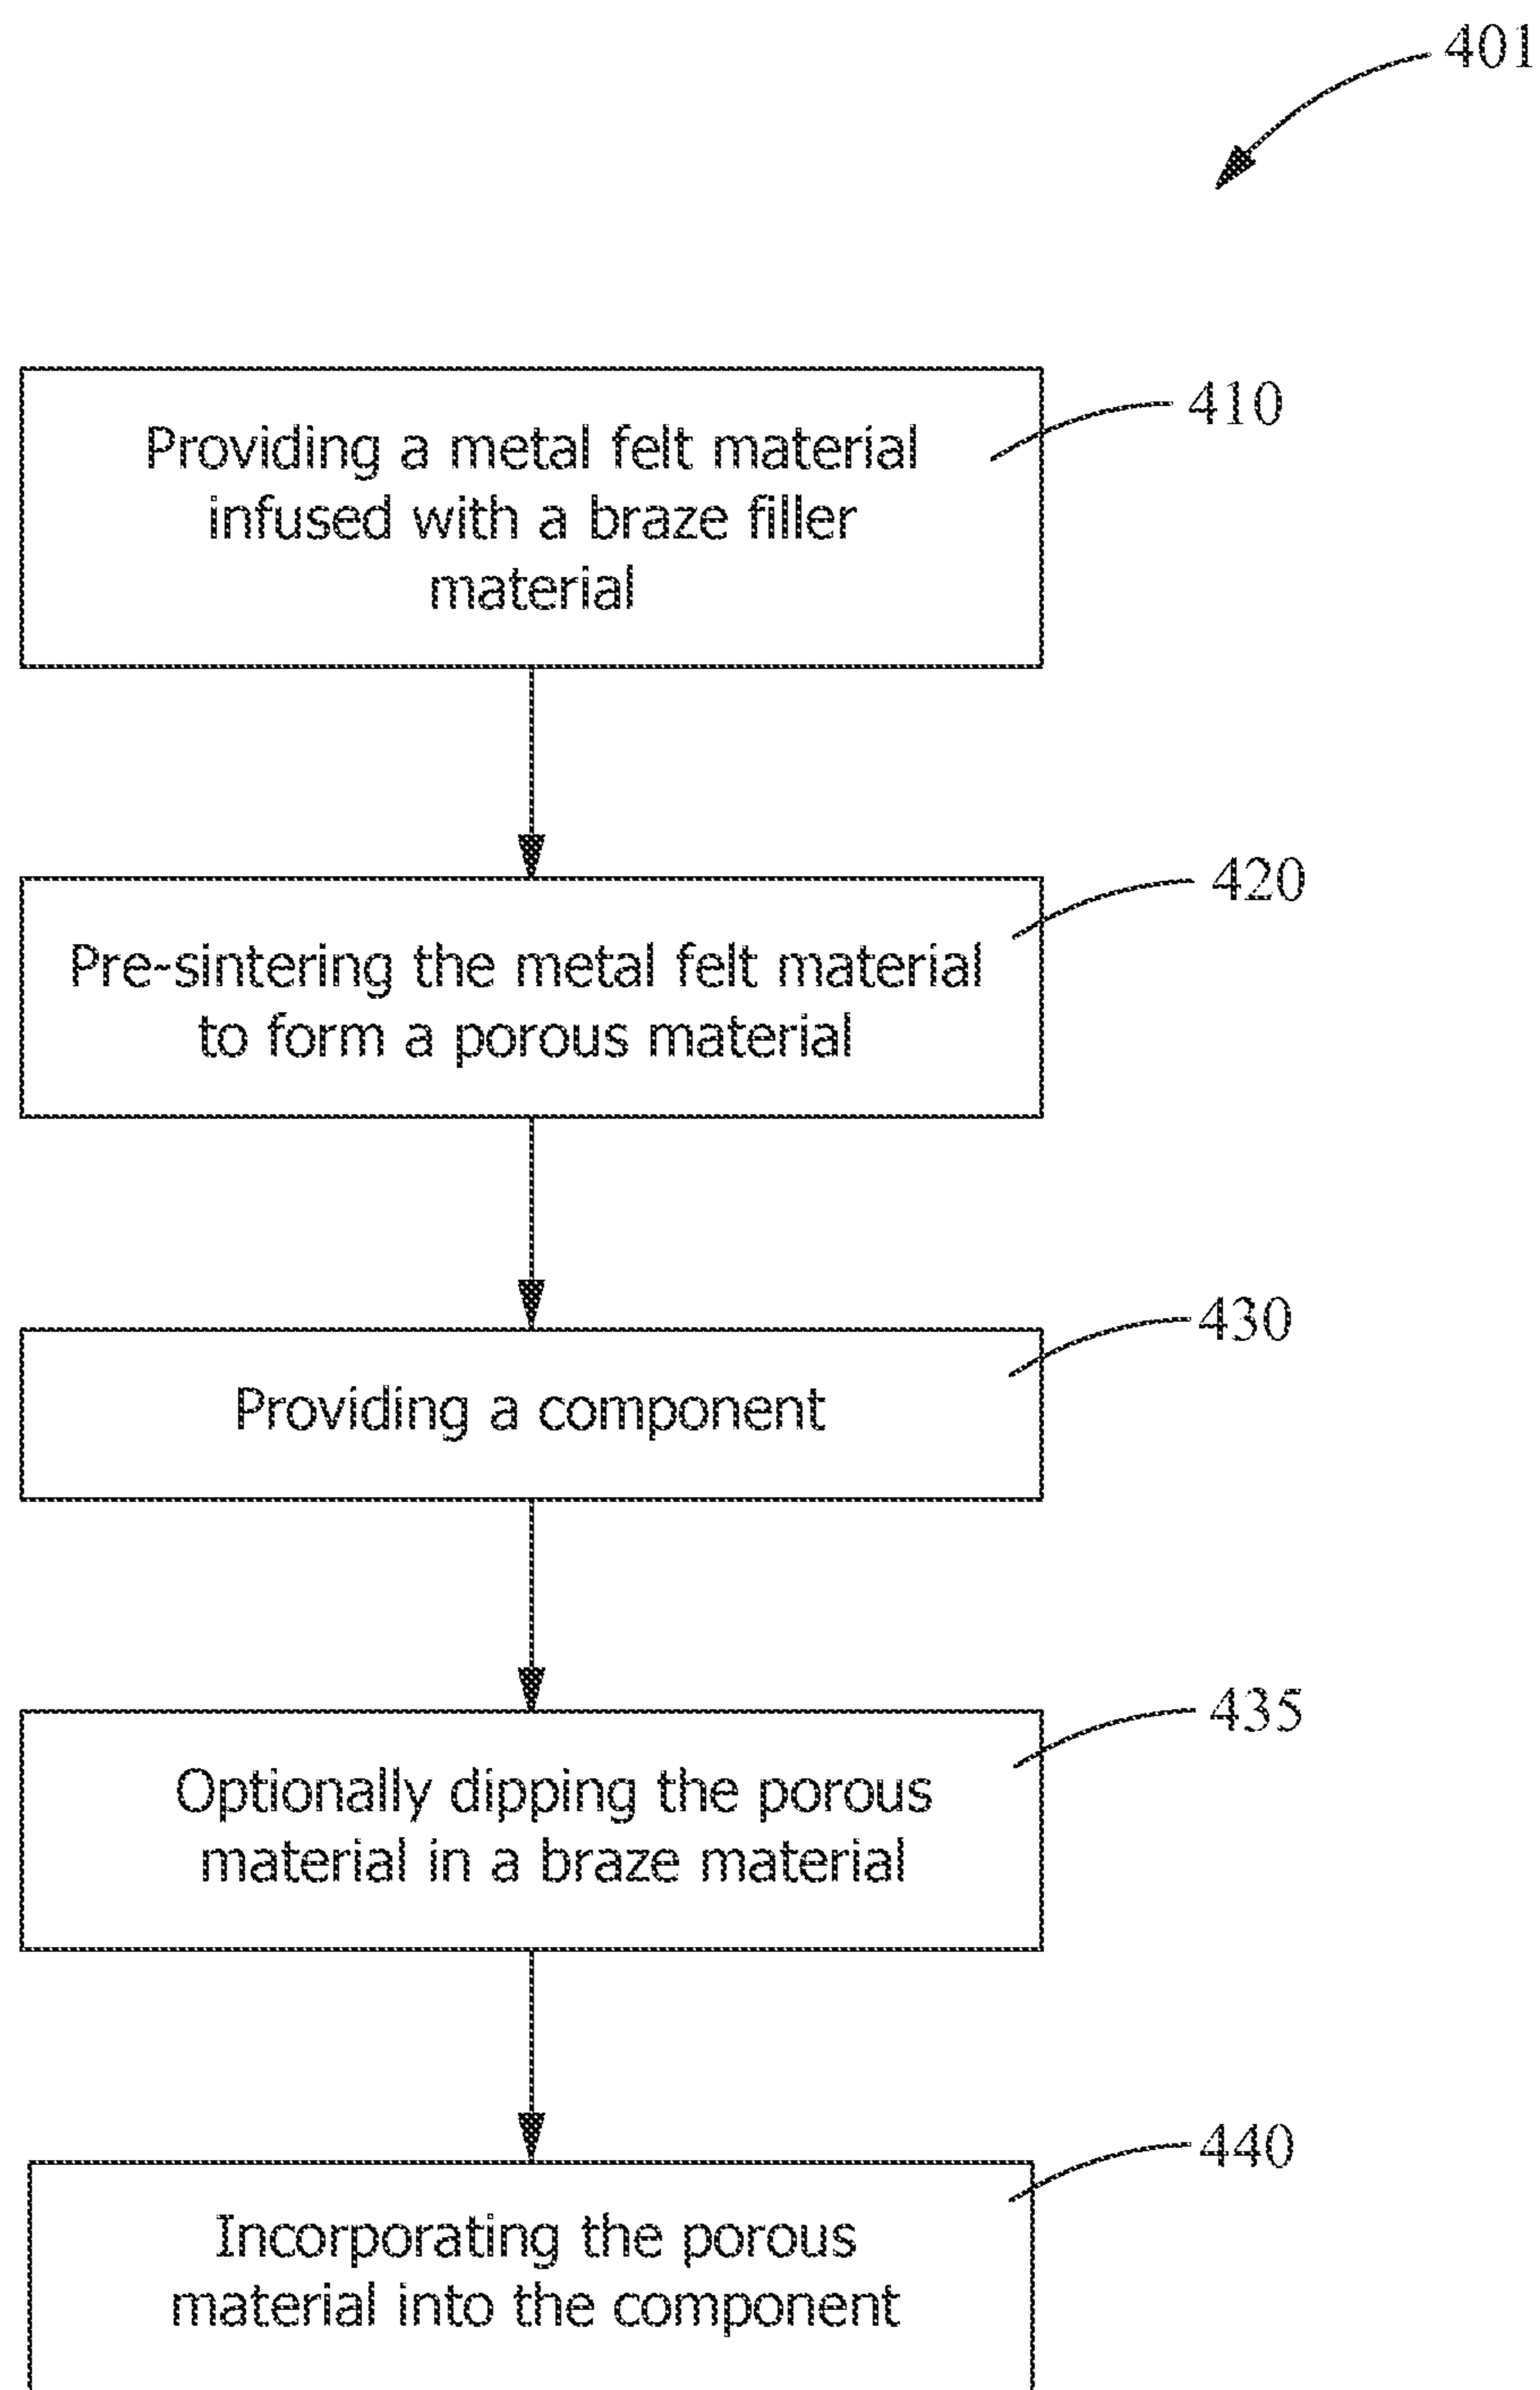 401
410
Providing a metal felt material
infused with a braze filler
material
420
Pre-sintering the metal felt material
to form a porous material
430
Providing a component
435
Optionally dipping the porous
material in a braze material
440
Incorporating the porous
material into the component